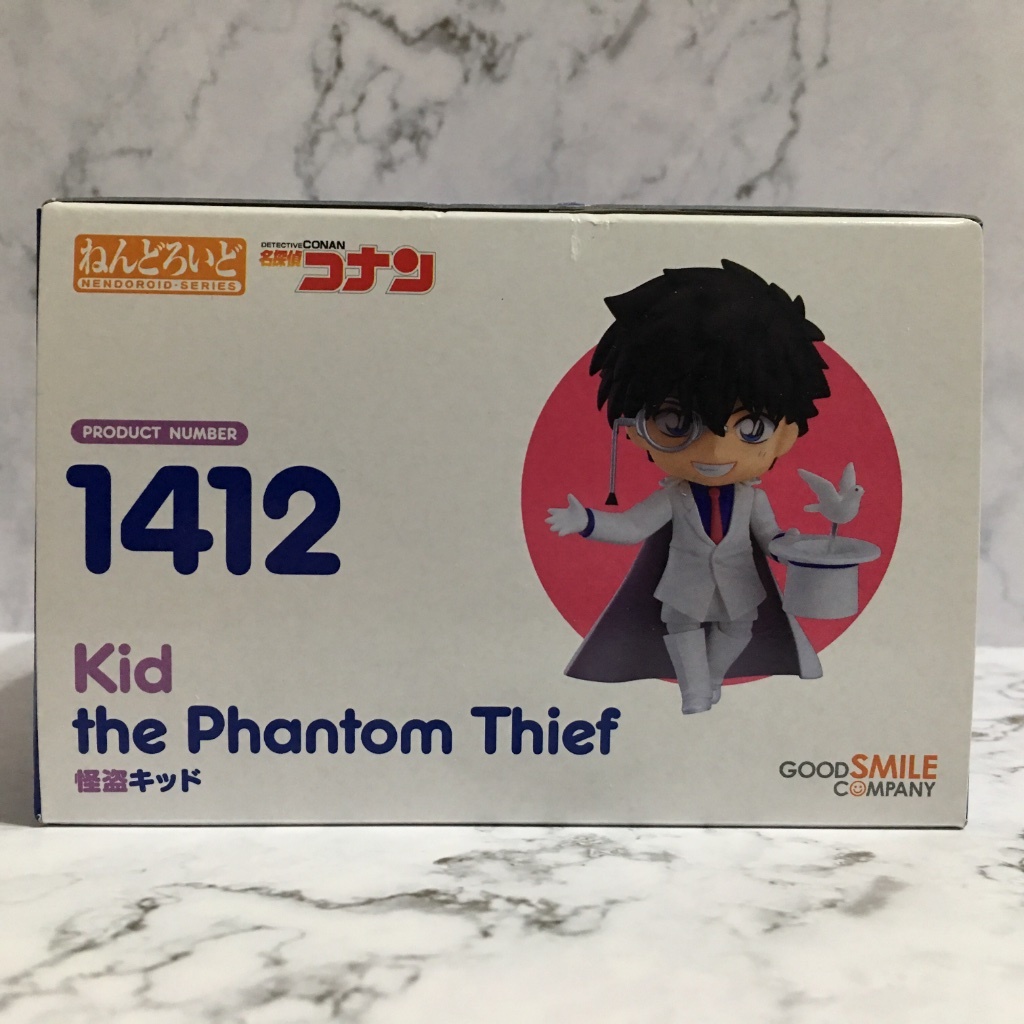 ねんどろいど
NENDOROID·SERIES
DETECTIVE CONAN
名探偵コナン
PRODUCT NUMBER
1412
Kid
the Phantom Thief
怪盗キッド
GOOD SMILE
COMPANY